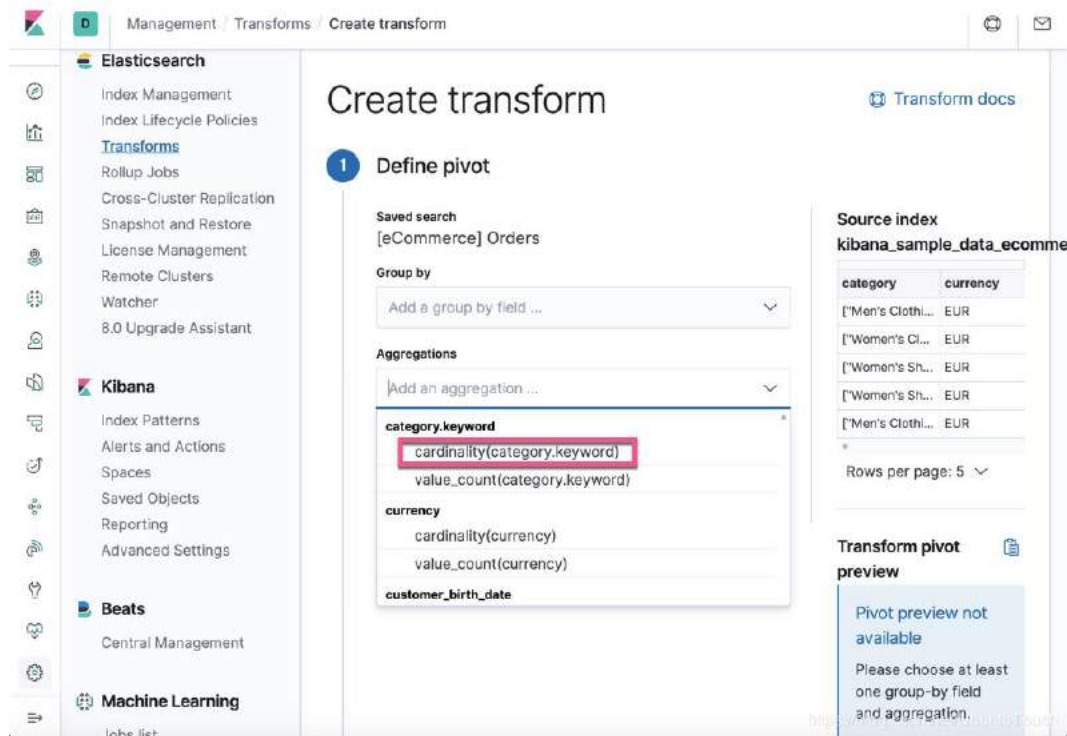 D Management / Transforms / Create transform
Elasticsearch
Index Management
Index Lifecycle Policies
Transforms
Rollup Jobs
Cross-Cluster Replication
Snapshot and Restore
License Management
Remote Clusters
Watcher
8.0 Upgrade Assistant
Kibana
Index Patterns
Alerts and Actions
Spaces
Saved Objects
Reporting
Advanced Settings
Beats
Central Management
Machine Learning
Jobs list
Create transform
Transform docs
1 Define pivot
Saved search
[eCommerce] Orders
Group by
Add a group by field ...
Aggregations
Add an aggregation ...
category.keyword
cardinality(category.keyword)
value_count(category.keyword)
currency
cardinality(currency)
value_count(currency)
customer_birth_date
Source index
kibana_sample_data_ecomme
category currency
["Men's Clothi... EUR
["Women's Cl... EUR
["Women's Sh... EUR
["Women's Sh... EUR
["Men's Clothi... EUR
Rows per page: 5
Transform pivot
preview
Pivot preview not
available
Please choose at least
one group-by field
and aggregation.